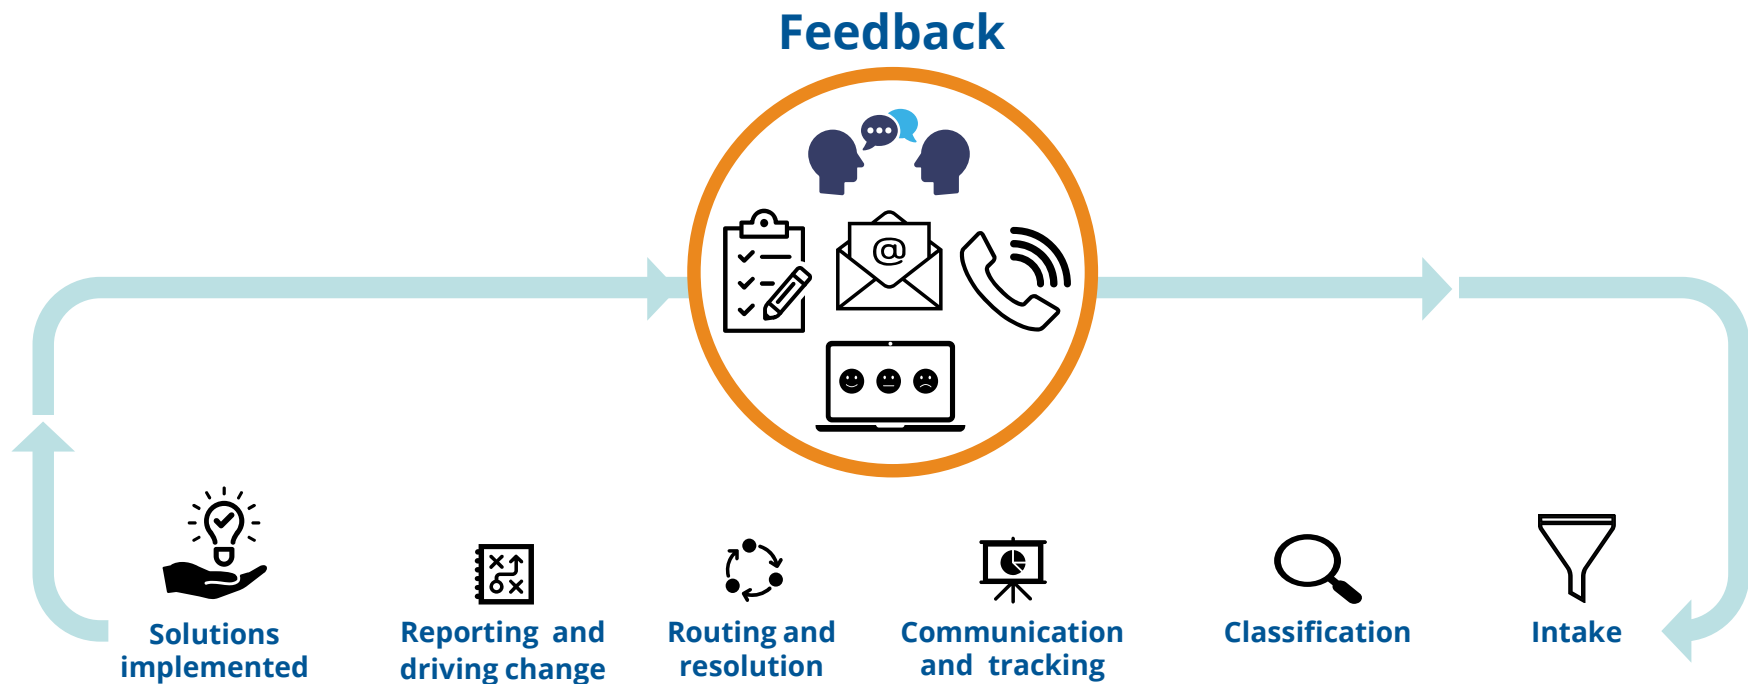 Feedback
@
Solutions
implemented
Reporting and
driving change
Routing and
resolution
Communication
and tracking
Classification
Intake